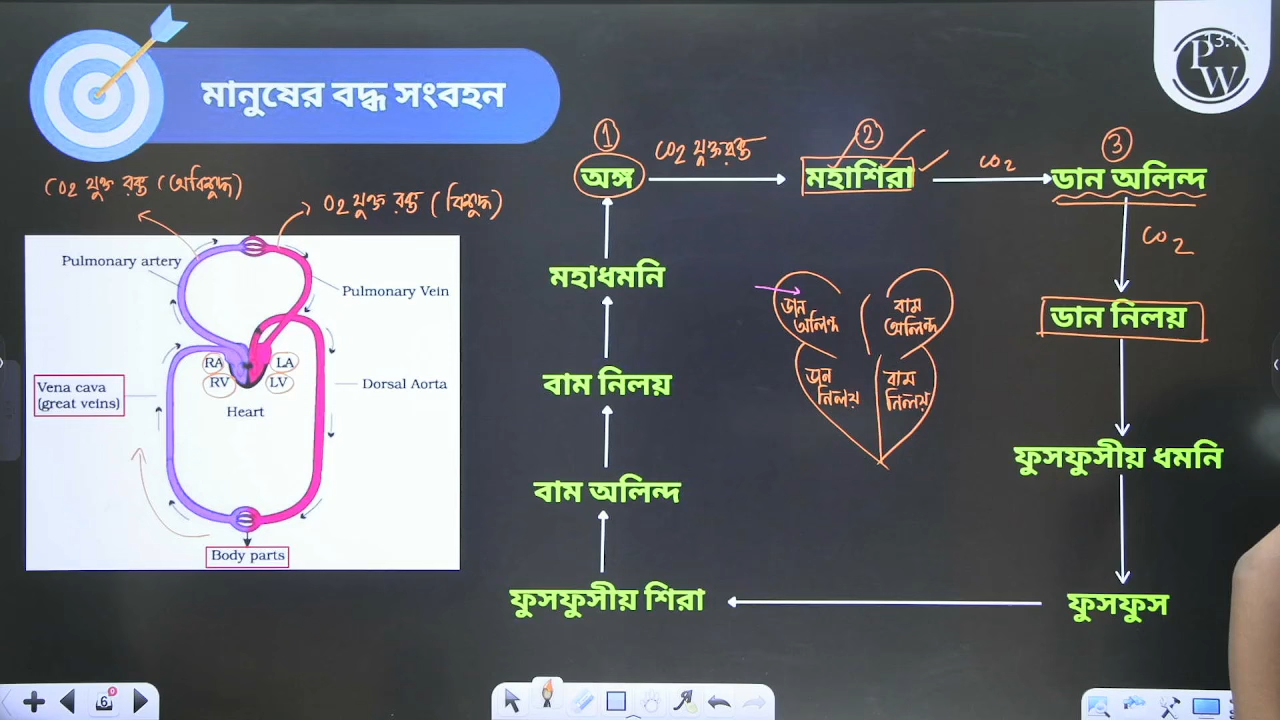 মানুষের বদ্ধ সংবহন
PW
CO2 যুক্ত রক্ত (অবিশুদ্ধ)
O2 যুক্ত রক্ত (বিশুদ্ধ)
Pulmonary artery
Pulmonary Vein
RA
LA
RV
LV
Heart
Vena cava
(great veins)
Dorsal Aorta
Body parts
1
অঙ্গ
CO2 যুক্ত রক্ত
2
মহাশিরা
CO2
3
ডান অলিন্দ
CO2
ডান নিলয়
ফুসফুসীয় ধমনি
ফুসফুস
ফুসফুসীয় শিরা
বাম অলিন্দ
বাম নিলয়
মহাধমনি
ডান
অলিন্দ
বাম
অলিন্দ
ডান
নিলয়
বাম
নিলয়
6